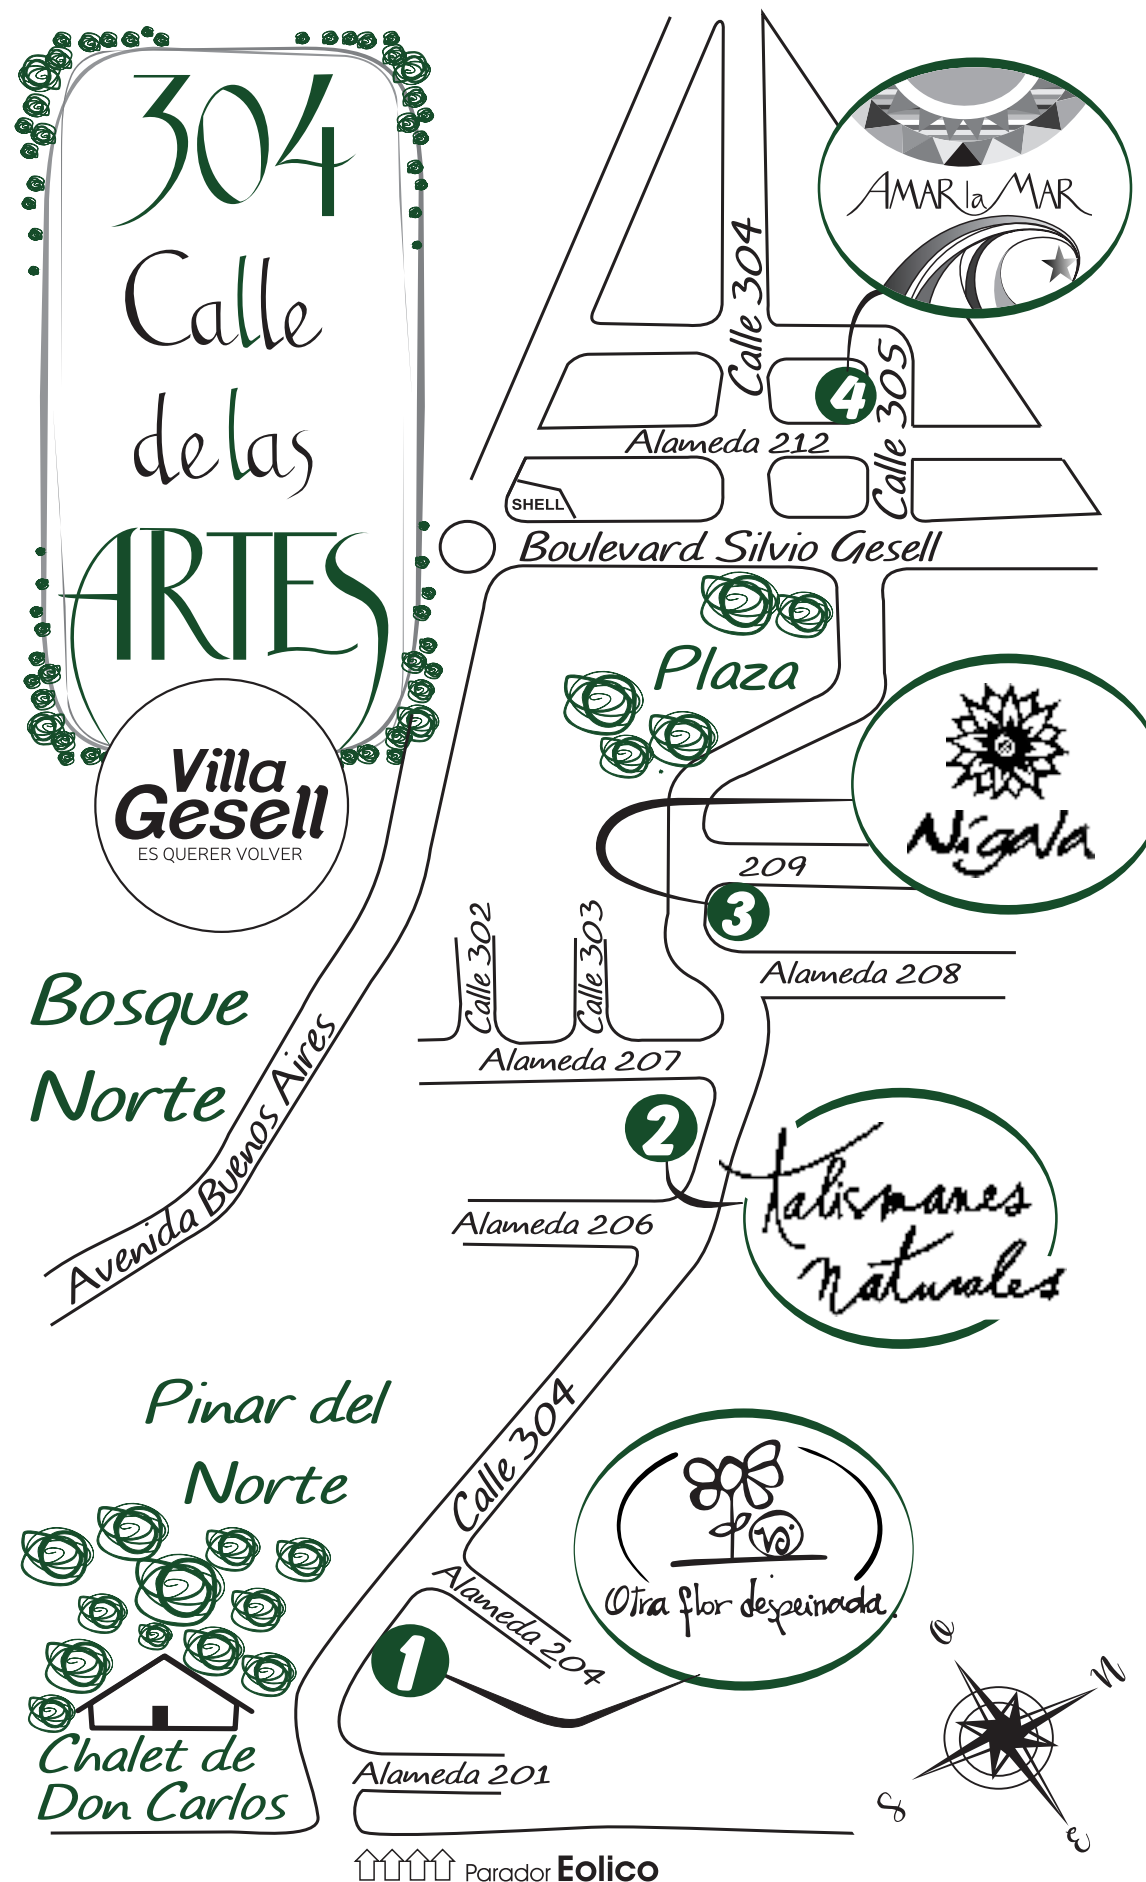 304
Calle
de las
ARTES
Villa
Gesell
ES QUERER VOLVER
AMAR la MAR
Calle 304
Calle 305
4
Alameda 212
SHELL
Boulevard Silvio Gesell
Plaza
Nigala
209
3
Calle 302
Calle 303
Alameda 208
Bosque
Norte
Avenida Buenos Aires
Alameda 207
2
Talismanes
naturales
Alameda 206
Pinar del
Norte
Calle 304
Otra flor despeinada.
Alameda 204
1
Chalet de
Don Carlos
Alameda 201
Parador Eolico
o
n
s
e